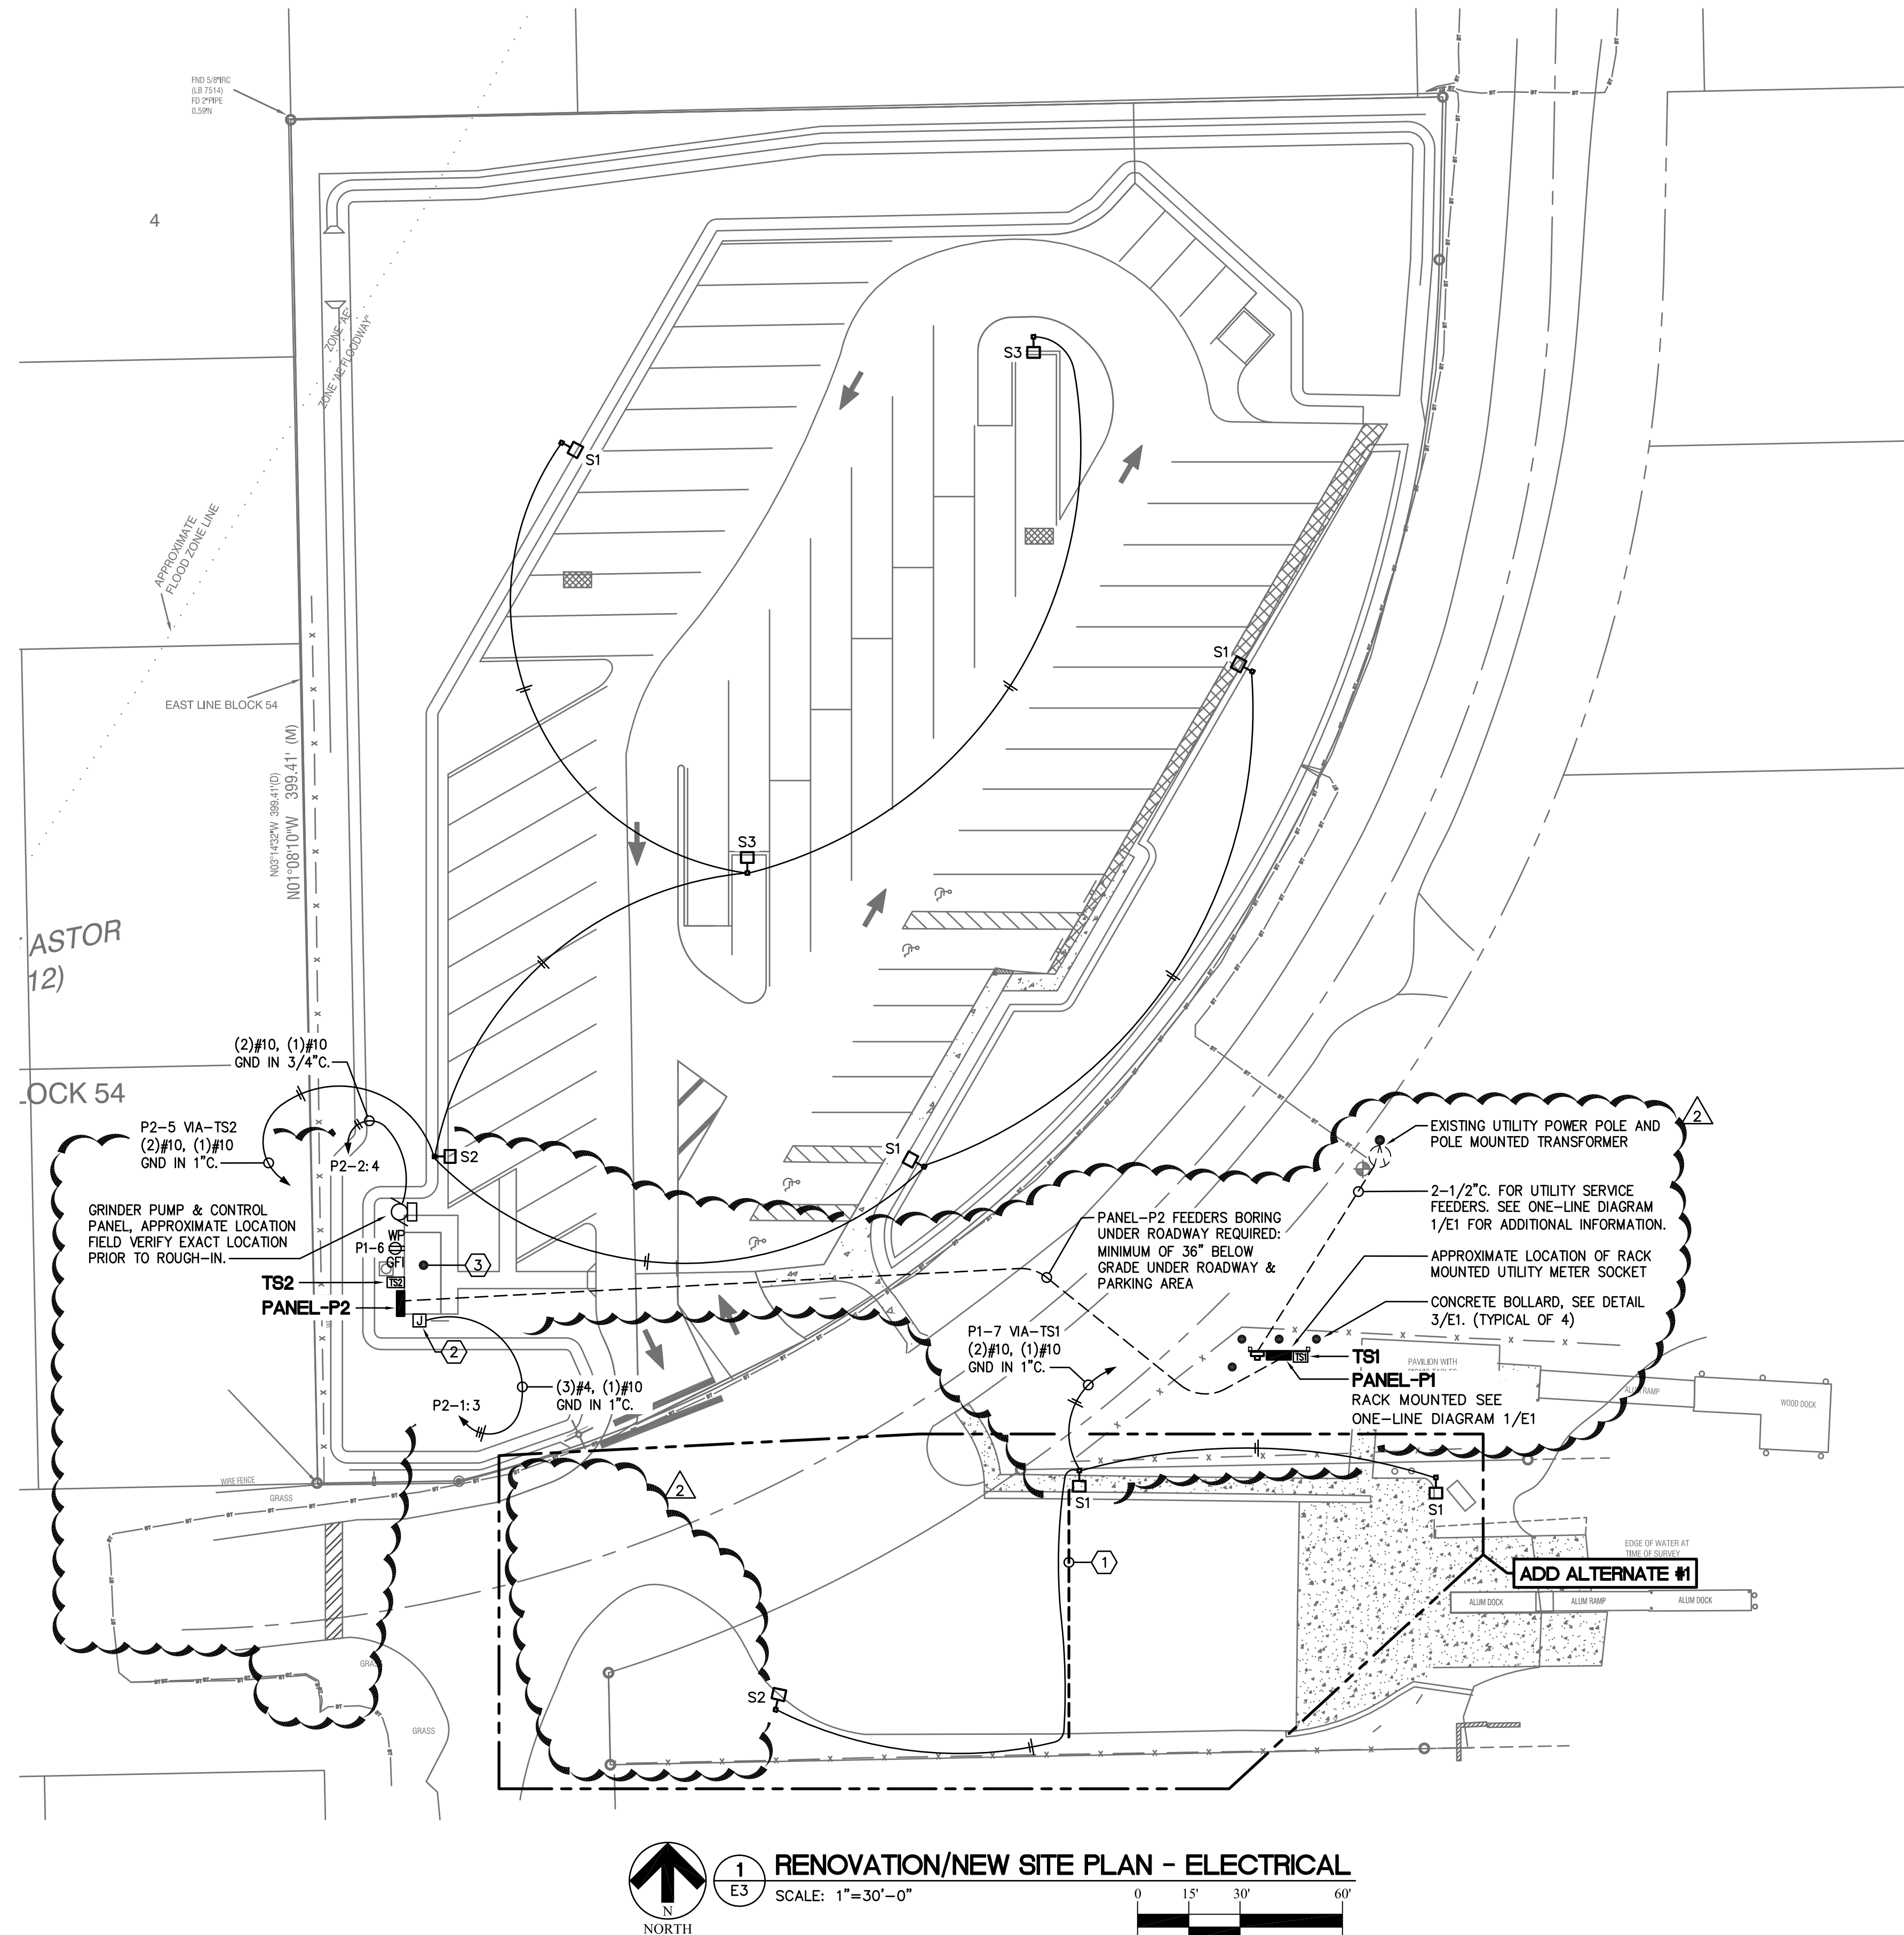 FND 5/8"IRC
(LB 7514)
FD 2"PIPE
0.59'N
4
ZONE "AE"
ZONE "AE FLOODWAY"
APPROXIMATE
FLOOD ZONE LINE
EAST LINE BLOCK 54
N03°14'32"W 399.41'(D)
N01°08'10"W 399.41' (M)
S3
S1
S1
S3
ASTOR
12)
OCK 54
(2)#10, (1)#10
GND IN 3/4"C.
P2-5 VIA-TS2
(2)#10, (1)#10
GND IN 1"C.
P2-2:4
S2
S1
GRINDER PUMP & CONTROL
PANEL, APPROXIMATE LOCATION
FIELD VERIFY EXACT LOCATION
PRIOR TO ROUGH-IN.
WP
P1-6
GFI
3
TS2
TS2
PANEL-P2
J
2
(3)#4, (1)#10
GND IN 1"C.
P2-1:3
PANEL-P2 FEEDERS BORING
UNDER ROADWAY REQUIRED:
MINIMUM OF 36" BELOW
GRADE UNDER ROADWAY &
PARKING AREA
2
EXISTING UTILITY POWER POLE AND
POLE MOUNTED TRANSFORMER
2-1/2"C. FOR UTILITY SERVICE
FEEDERS. SEE ONE-LINE DIAGRAM
1/E1 FOR ADDITIONAL INFORMATION.
APPROXIMATE LOCATION OF RACK
MOUNTED UTILITY METER SOCKET
CONCRETE BOLLARD, SEE DETAIL
3/E1. (TYPICAL OF 4)
P1-7 VIA-TS1
(2)#10, (1)#10
GND IN 1"C.
TS1
TS1
PANEL-P1
RACK MOUNTED SEE
ONE-LINE DIAGRAM 1/E1
PAVILION WITH
ALUM RAMP
WOOD DOCK
WIRE FENCE
GRASS
2
S1
S1
1
EDGE OF WATER AT
TIME OF SURVEY
ADD ALTERNATE #1
ALUM DOCK
ALUM RAMP
ALUM DOCK
S2
GRASS
N
NORTH
1
E3
RENOVATION/NEW SITE PLAN - ELECTRICAL
SCALE: 1"=30'-0"
0 15' 30' 60'